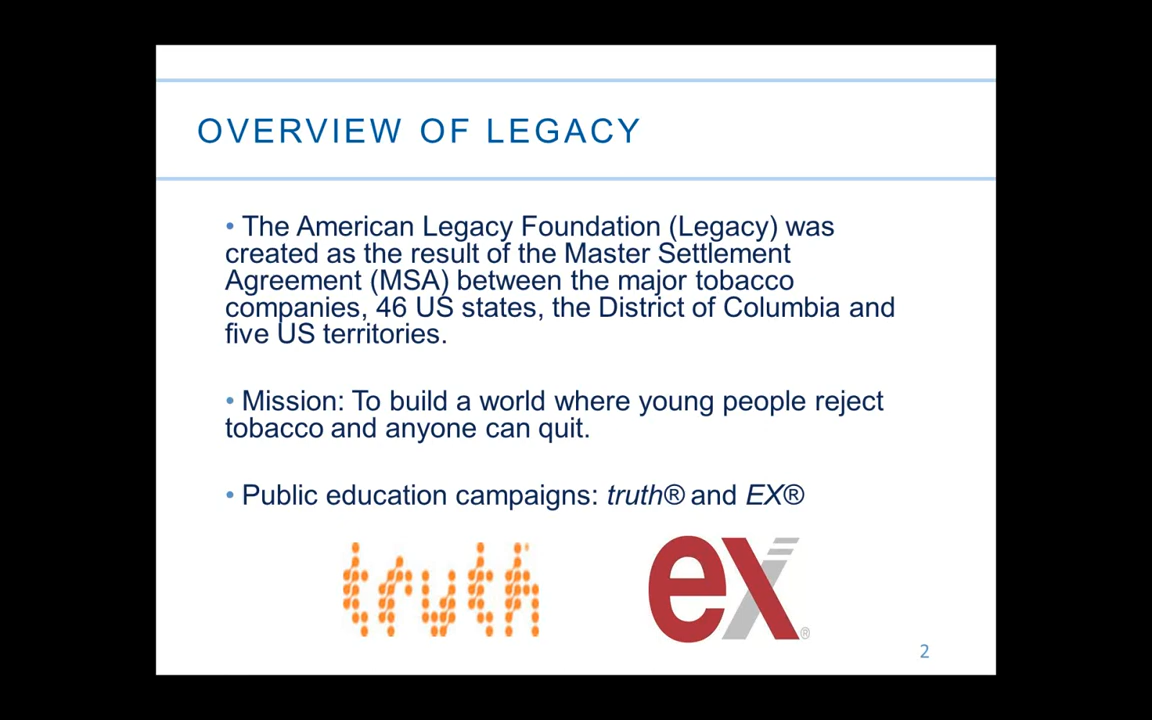 OVERVIEW OF LEGACY
• The American Legacy Foundation (Legacy) was
created as the result of the Master Settlement
Agreement (MSA) between the major tobacco
companies, 46 US states, the District of Columbia and
five US territories.
• Mission: To build a world where young people reject
tobacco and anyone can quit.
• Public education campaigns: truth® and EX®
truth
ex®
2